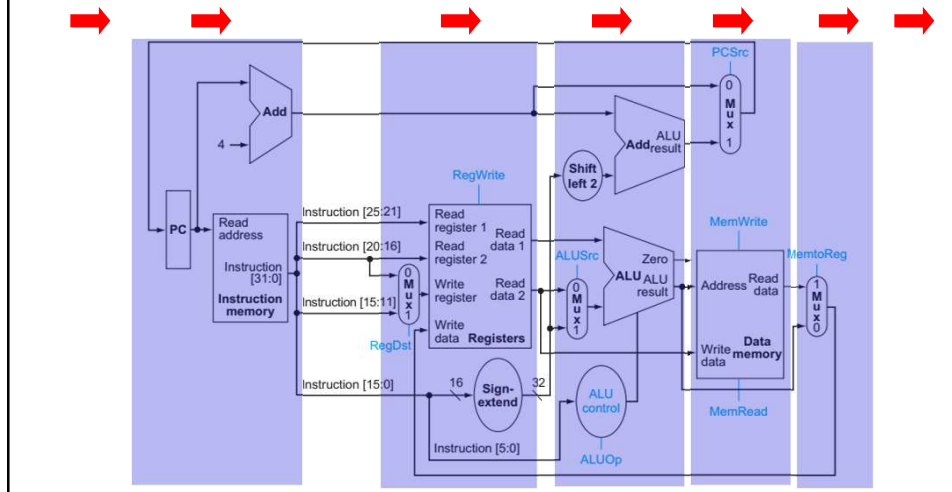 PCSrc
0
M
u
x
1
Add
4
Add
ALU
result
Shift
left 2
RegWrite
PC
Read
address
Instruction
[31:0]
Instruction
memory
Instruction [25:21]
Instruction [20:16]
Instruction [15:11]
0
M
u
x
1
RegDst
Read
register 1
Read
register 2
Write
register
Write
data
Read
data 1
Read
data 2
Registers
ALUSrc
0
M
u
x
1
Zero
ALU
ALU
result
MemWrite
Address
Read
data
Write
data
Data
memory
MemRead
MemtoReg
1
M
u
x
0
Instruction [15:0]
16
Sign-
extend
32
ALU
control
Instruction [5:0]
ALUOp